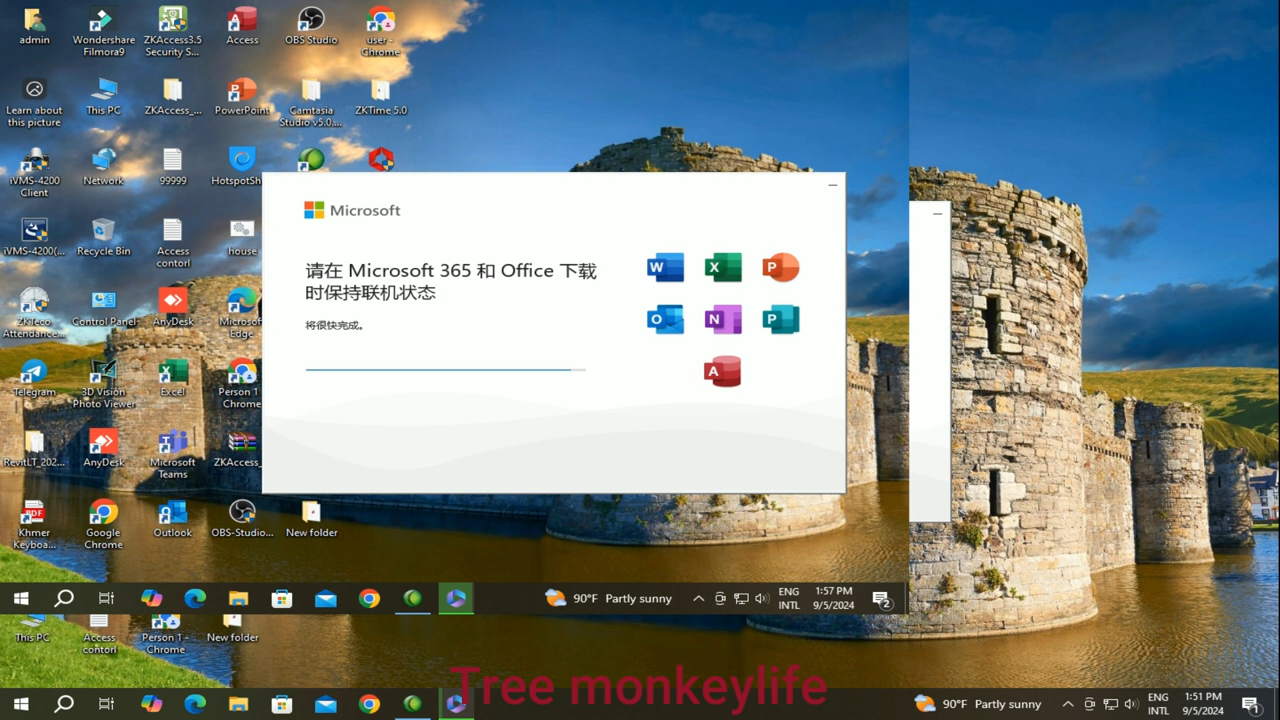 admin
Wondershare
Filmora9
ZKAccess3.5
Security S...
Access
OBS Studio
user -
Chrome
Learn about
this picture
This PC
ZKAccess_...
PowerPoint
Camtasia
Studio v5.0....
ZKTime 5.0
iVMS-4200
Client
Network
99999
HotspotSh
iVMS-4200(...
Recycle Bin
Access
contorl
house
ZKTeco
Attendance...
Control Panel
AnyDesk
Microsof
Edge
Telegram
3D Vision
Photo Viewer
Excel
Person 1
Chrome
RevitLT_202...
AnyDesk
Microsoft
Teams
ZKAccess_
Khmer
Keyboa...
Google
Chrome
Outlook
OBS-Studio...
New folder
Microsoft
请在 Microsoft 365 和 Office 下载
时保持联机状态
将很快完成。
W
X
P
O
N
P
A
90°F Partly sunny
ENG
INTL
1:57 PM
9/5/2024
2
This PC
Access
contorl
Person 1 -
Chrome
New folder
Tree monkeylife
90°F Partly sunny
ENG
INTL
1:51 PM
9/5/2024
1